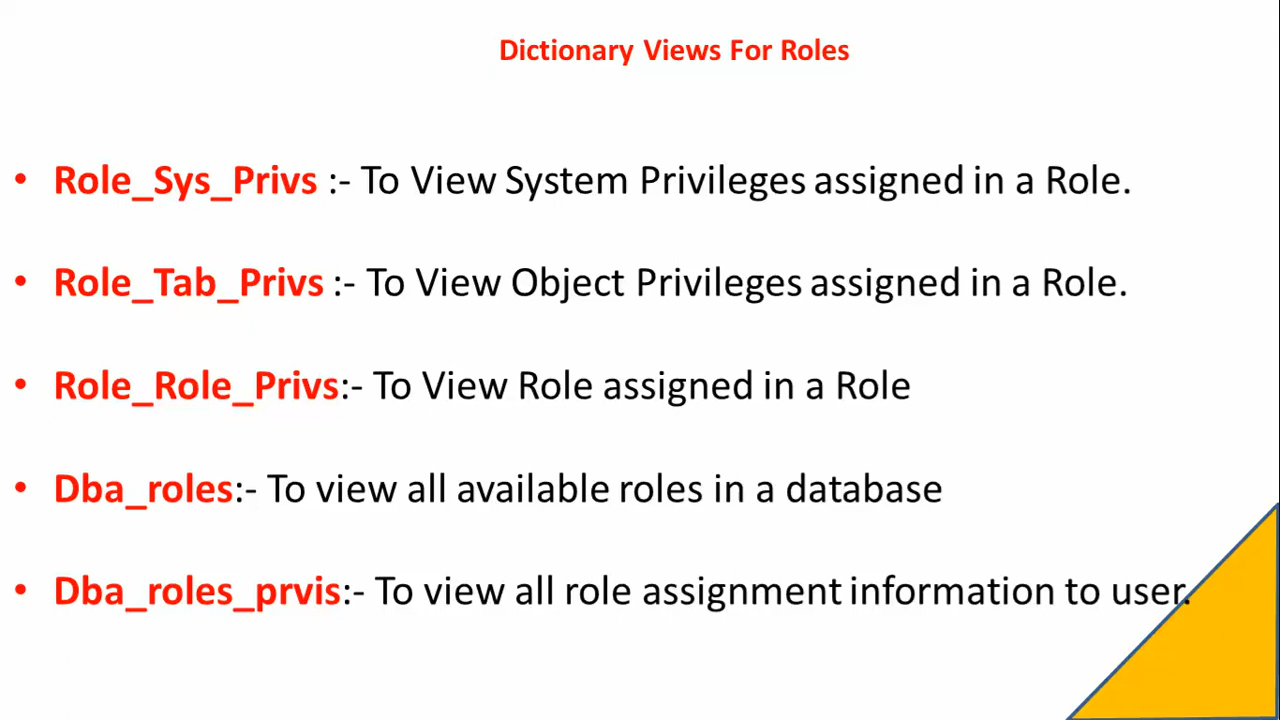 Dictionary Views For Roles
• Role_Sys_Privs :- To View System Privileges assigned in a Role.
• Role_Tab_Privs :- To View Object Privileges assigned in a Role.
• Role_Role_Privs:- To View Role assigned in a Role
• Dba_roles:- To view all available roles in a database
• Dba_roles_prvis:- To view all role assignment information to user.